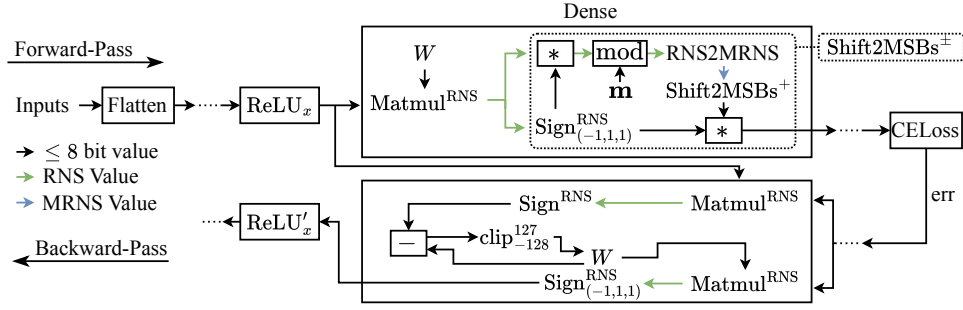 Dense
Forward-Pass
W
* mod RNS2MRNS
Shift2MSBs±
Inputs Flatten ReLUₓ Matmul^RNS
m Shift2MSBs⁺
Sign^RNS_(−1,1,1) * CELoss
≤ 8 bit value
RNS Value
MRNS Value
err
Sign^RNS Matmul^RNS
ReLU′ₓ
− clip^127_−128 W
Backward-Pass
Sign^RNS_(−1,1,1) Matmul^RNS